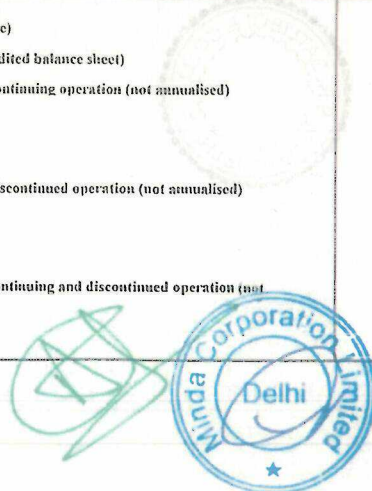 e)
dited balance sheet)
ontinuing operation (not annualised)
scontinued operation (not annualised)
ntinuing and discontinued operation (not
Minda Corporation Limited
Delhi